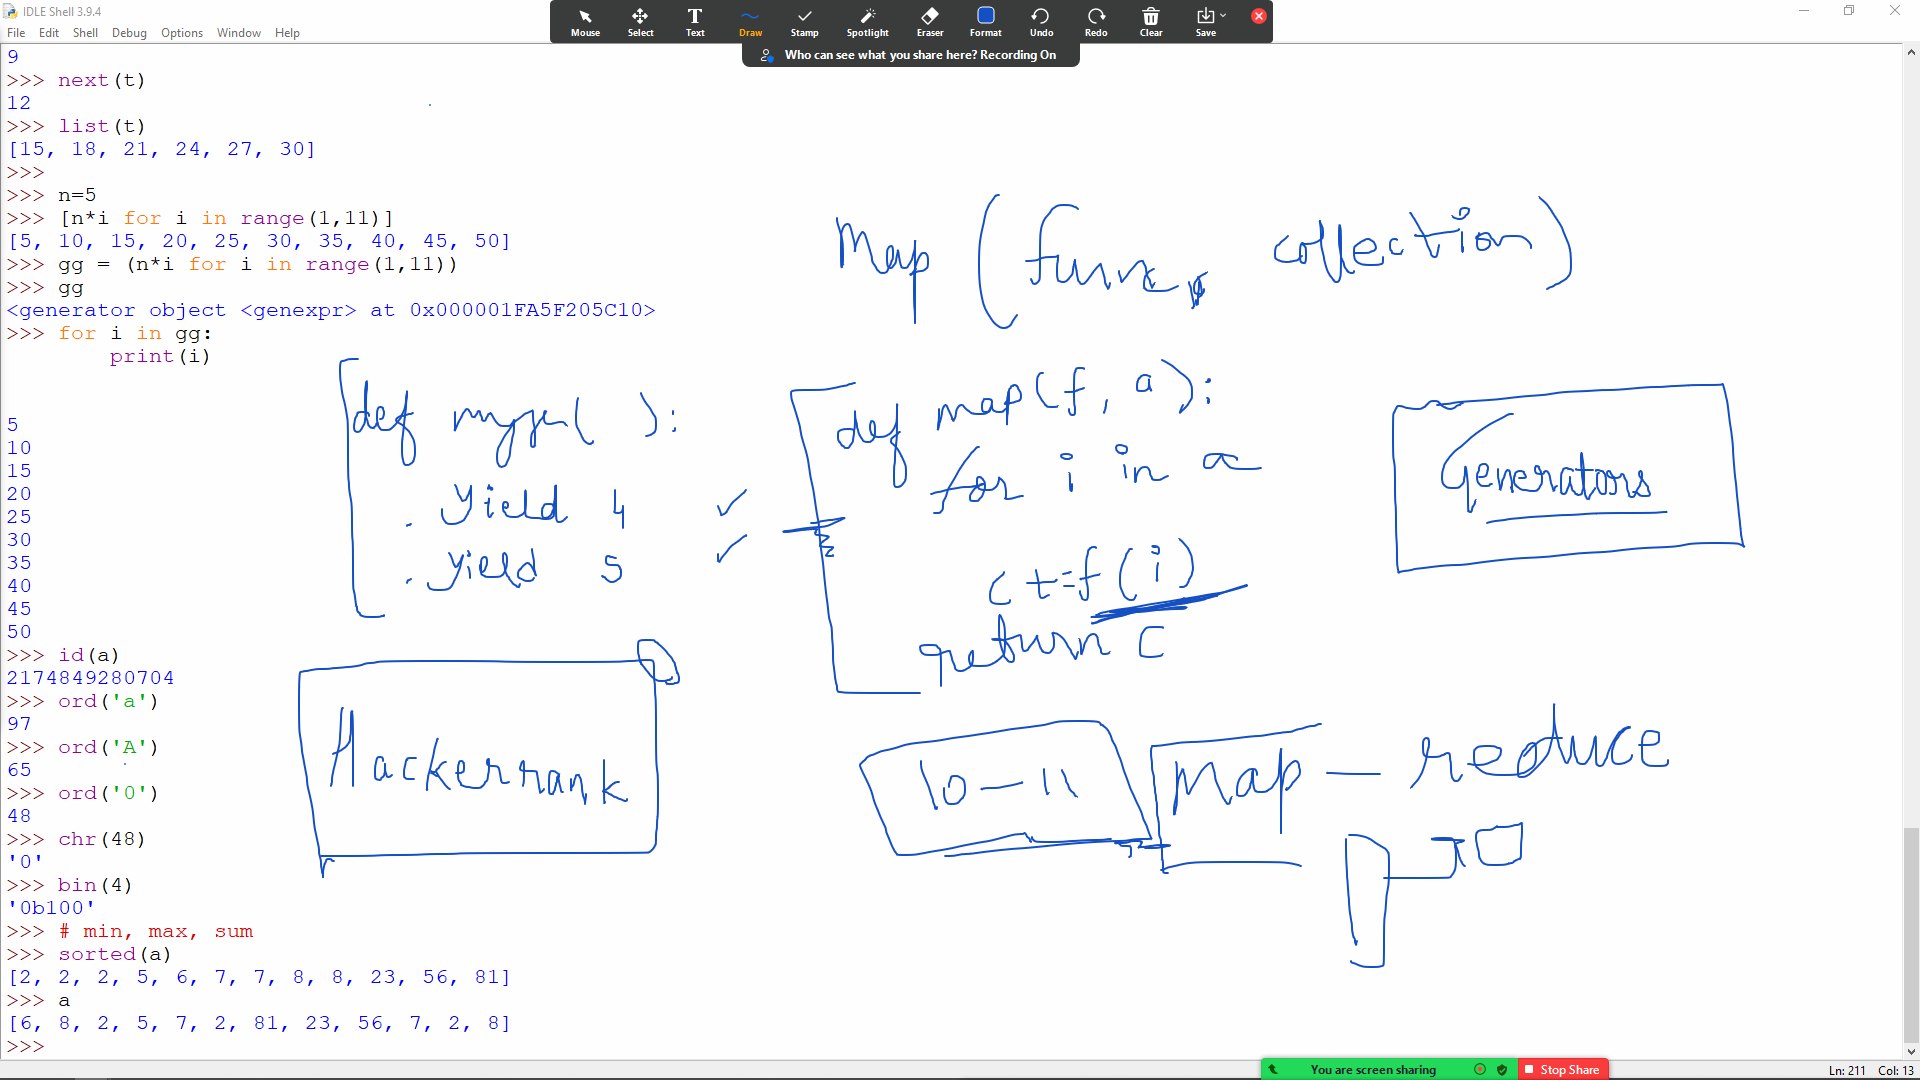 IDLE Shell 3.9.4
File Edit Shell Debug Options Window Help
Mouse Select Text Draw Stamp Spotlight Eraser Format Undo Redo Clear Save
Who can see what you share here? Recording On
9
>>> next(t)
12
>>> list(t)
[15, 18, 21, 24, 27, 30]
>>>
>>> n=5
>>> [n*i for i in range(1,11)]
[5, 10, 15, 20, 25, 30, 35, 40, 45, 50]
>>> gg = (n*i for i in range(1,11))
>>> gg
<generator object <genexpr> at 0x000001FA5F205C10>
>>> for i in gg:
print(i)
5
10
15
20
25
30
35
40
45
50
>>> id(a)
2174849280704
>>> ord('a')
97
>>> ord('A')
65
>>> ord('0')
48
>>> chr(48)
'0'
>>> bin(4)
'0b100'
>>> # min, max, sum
>>> sorted(a)
[2, 2, 2, 5, 6, 7, 7, 8, 8, 23, 56, 81]
>>> a
[6, 8, 2, 5, 7, 2, 81, 23, 56, 7, 2, 8]
>>>
Map (func, collection)
def mygen( ):
. Yield 4
. Yield 5
def map(f, a):
for i in a
c t=f(i)
return c
Generators
Hackerrank
10-11
Map - reduce
You are screen sharing Stop Share
Ln: 211 Col: 13